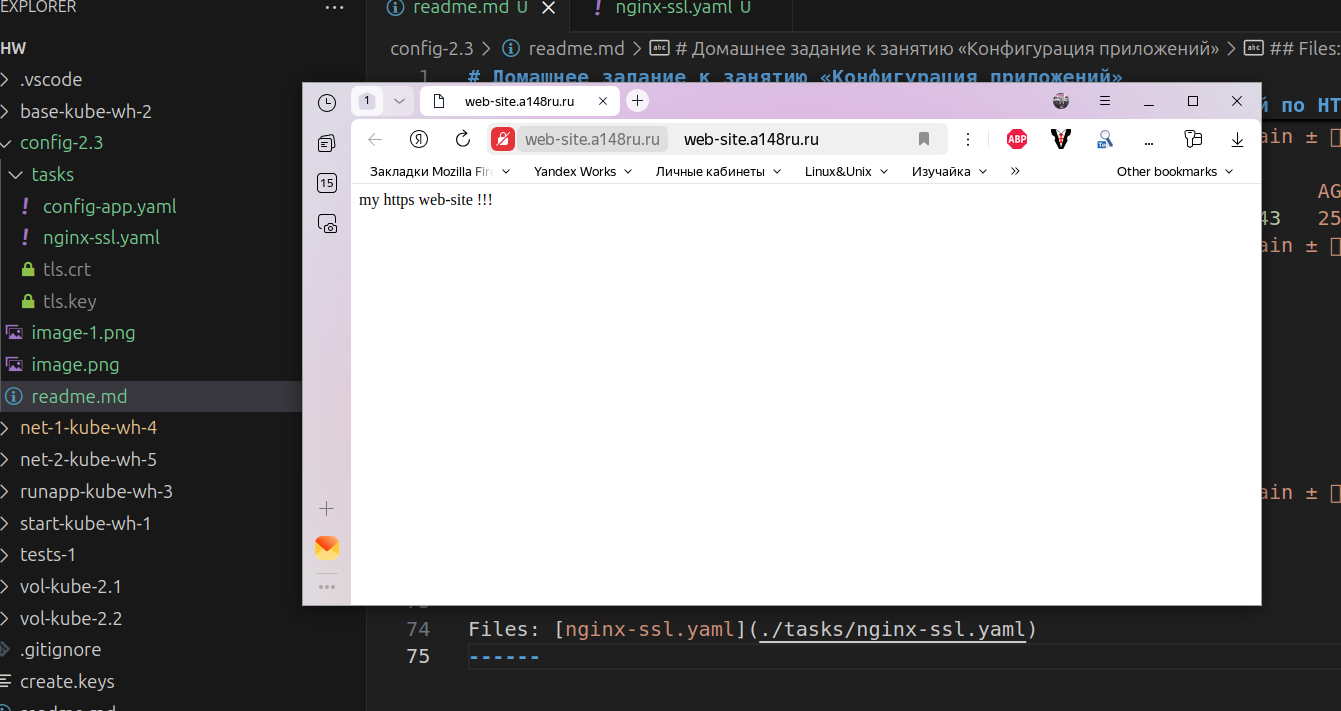 EXPLORER
HW
.vscode
base-kube-wh-2
config-2.3
tasks
config-app.yaml
nginx-ssl.yaml
tls.crt
tls.key
image-1.png
image.png
readme.md
net-1-kube-wh-4
net-2-kube-wh-5
runapp-kube-wh-3
start-kube-wh-1
tests-1
vol-kube-2.1
vol-kube-2.2
.gitignore
create.keys
readme.md
readme.md U
nginx-ssl.yaml U
config-2.3 > readme.md > # Домашнее задание к занятию «Конфигурация приложений» > ## Files:
1 # Домашнее задание к занятию «Конфигурация приложений»
1 web-site.a148ru.ru
web-site.a148ru.ru web-site.a148ru.ru
ABP
Te
Закладки Mozilla Fire Yandex Works Личные кабинеты Linux&Unix Изучайка » Other bookmarks
15
my https web-site !!!
й по HT
ain ±
AG
43 25
ain ±
ain ±
74 Files: [nginx-ssl.yaml](./tasks/nginx-ssl.yaml)
75 ------